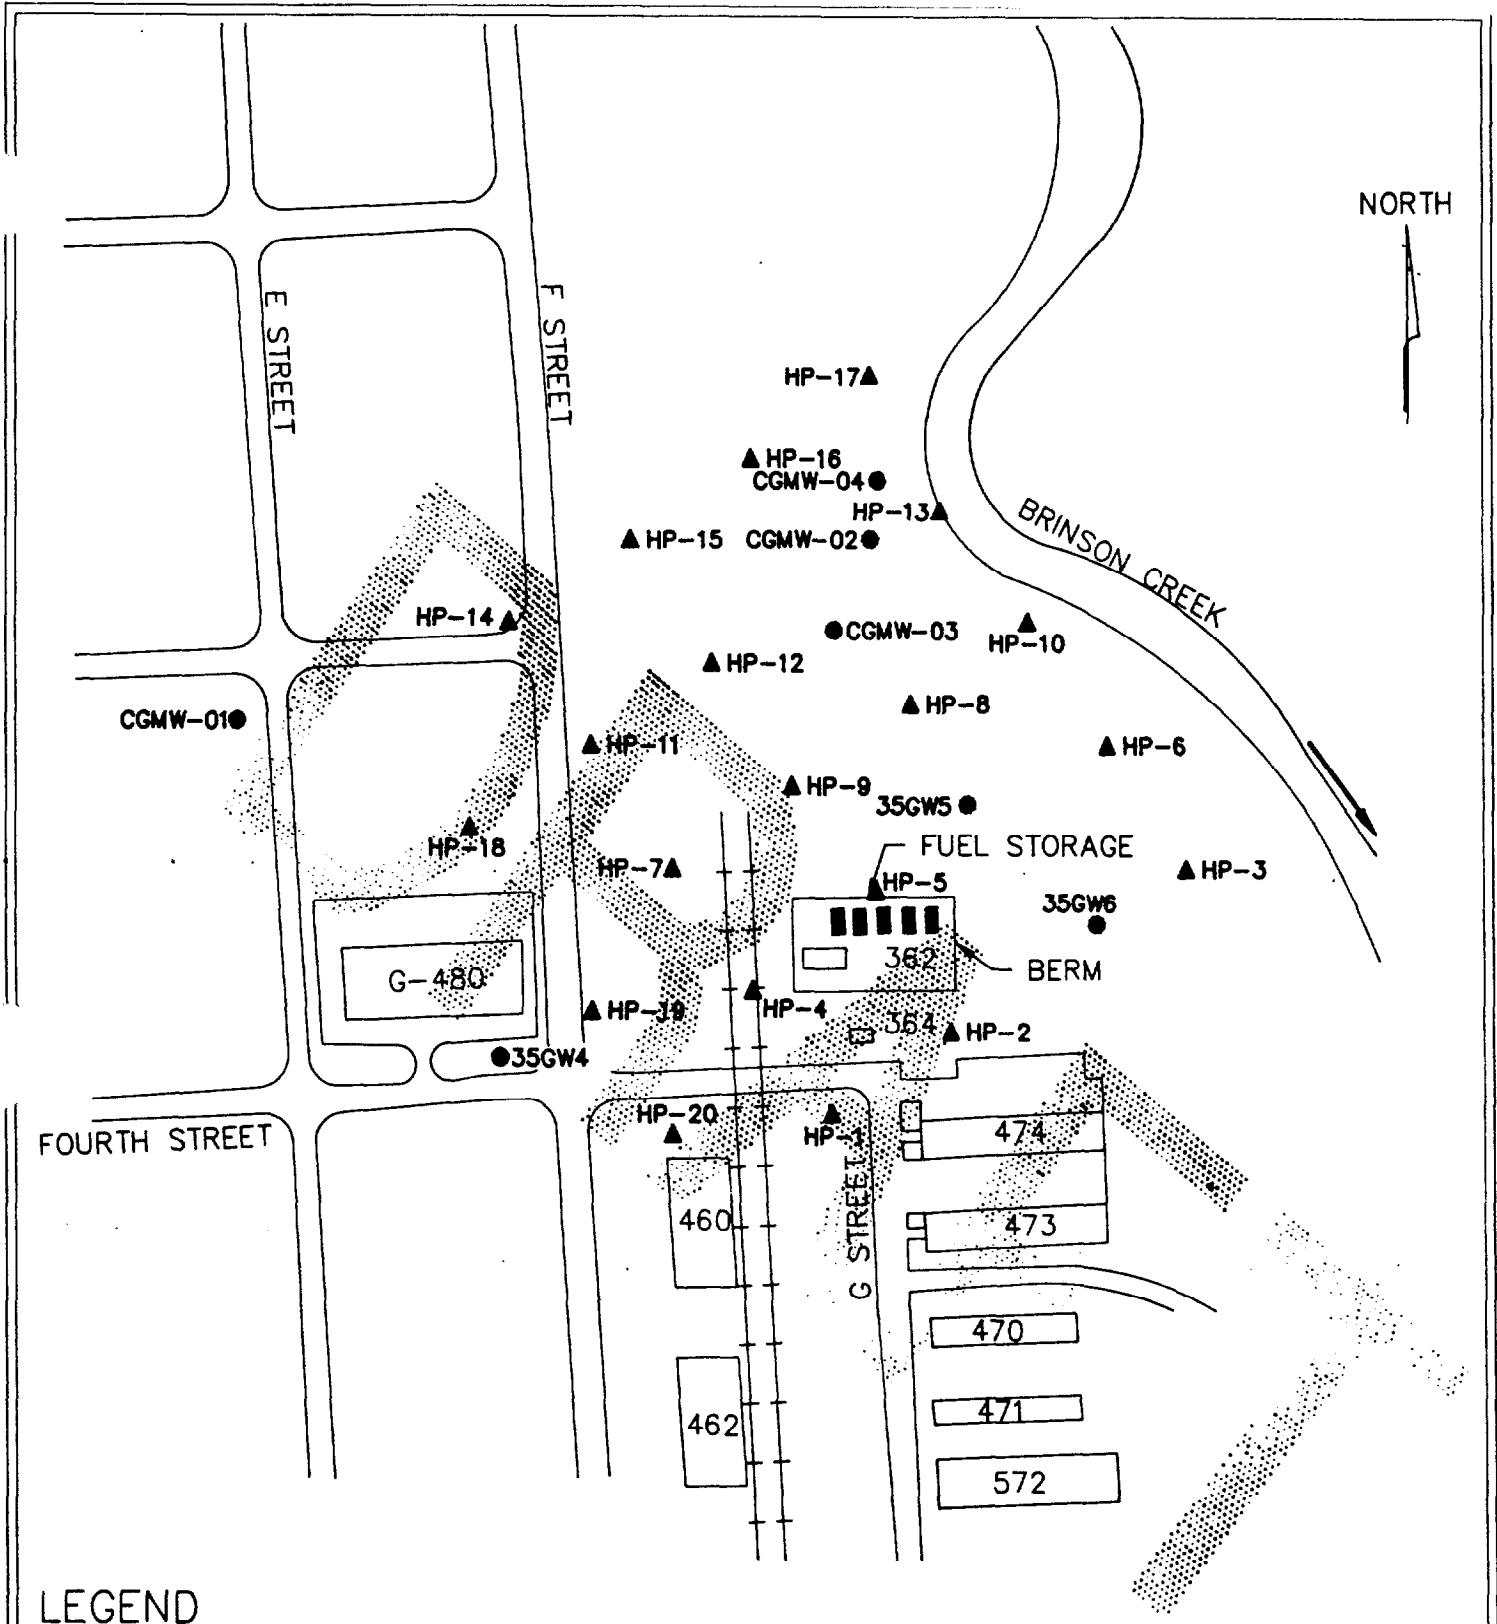 NORTH
E STREET
F STREET
HP-17
HP-16
CGMW-04
HP-13
HP-15
CGMW-02
BRINSON CREEK
HP-14
CGMW-03
HP-10
HP-12
HP-8
CGMW-01
HP-11
HP-6
HP-9
35GW5
HP-18
FUEL STORAGE
HP-7
HP-5
HP-3
35GW6
362
G-480
BERM
HP-19
HP-4
364
HP-2
35GW4
HP-20
HP-1
474
FOURTH STREET
G STREET
460
473
470
471
462
572
LEGEND